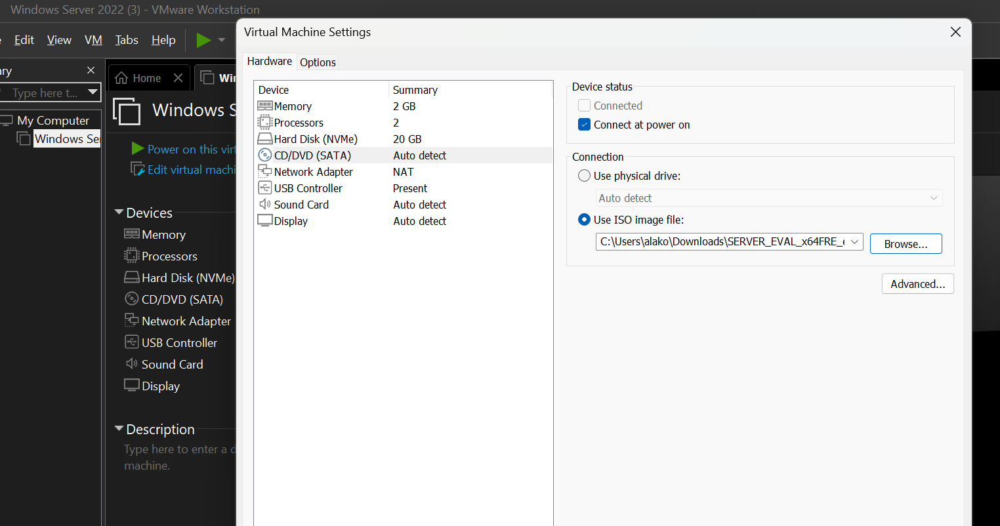 Windows Server 2022 (3) - VMware Workstation
Edit View VM Tabs Help
ary
Type here t...
My Computer
Windows Ser
Home
Win
Windows S
Power on this virt
Edit virtual machi
Devices
Memory
Processors
Hard Disk (NVMe)
CD/DVD (SATA)
Network Adapter
USB Controller
Sound Card
Display
Description
Type here to enter a d
machine.
Virtual Machine Settings
Hardware Options
Device Summary
Memory 2 GB
Processors 2
Hard Disk (NVMe) 20 GB
CD/DVD (SATA) Auto detect
Network Adapter NAT
USB Controller Present
Sound Card Auto detect
Display Auto detect
Device status
Connected
Connect at power on
Connection
Use physical drive:
Auto detect
Use ISO image file:
C:\Users\alako\Downloads\SERVER_EVAL_x64FRE_e
Browse...
Advanced...